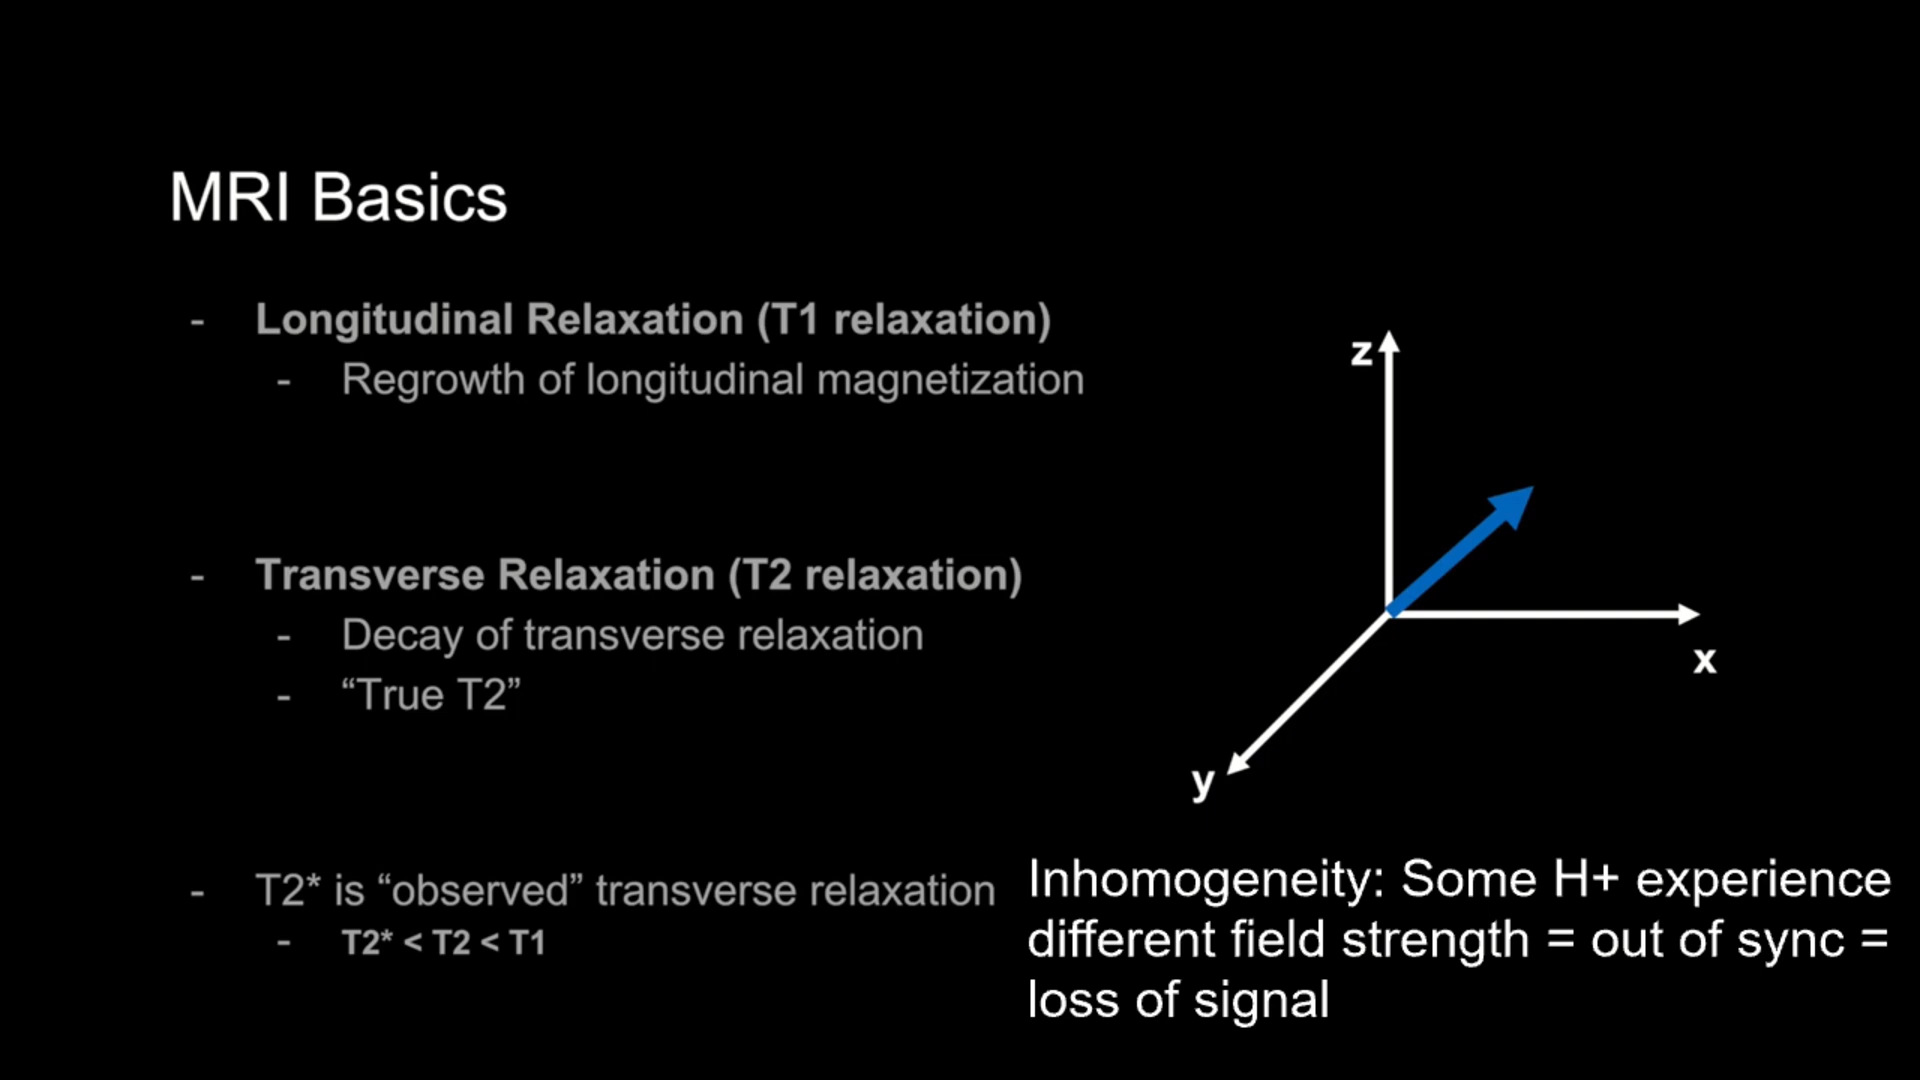 MRI Basics
- Longitudinal Relaxation (T1 relaxation)
- Regrowth of longitudinal magnetization
- Transverse Relaxation (T2 relaxation)
- Decay of transverse relaxation
- “True T2”
- T2* is “observed” transverse relaxation
- T2* < T2 < T1
z
x
y
Inhomogeneity: Some H+ experience
different field strength = out of sync =
loss of signal